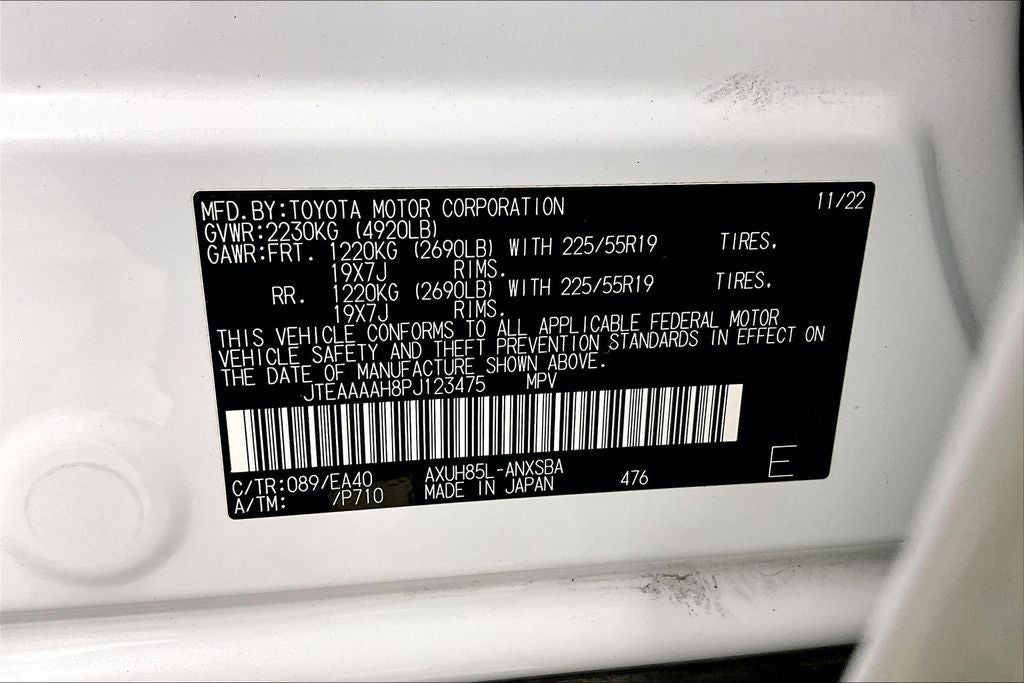 MFD.BY:TOYOTA MOTOR CORPORATION 11/22
GVWR:2230KG (4920LB)
GAWR:FRT. 1220KG (2690LB) WITH 225/55R19 TIRES.
19X7J RIMS.
RR. 1220KG (2690LB) WITH 225/55R19 TIRES.
19X7J RIMS.
THIS VEHICLE CONFORMS TO ALL APPLICABLE FEDERAL MOTOR
VEHICLE SAFETY AND THEFT PREVENTION STANDARDS IN EFFECT ON
THE DATE OF MANUFACTURE SHOWN ABOVE.
JTEAAAAH8PJ123475 MPV
C/TR:089/EA40 AXUH85L-ANXSBA 476 E
A/TM: /P710 MADE IN JAPAN